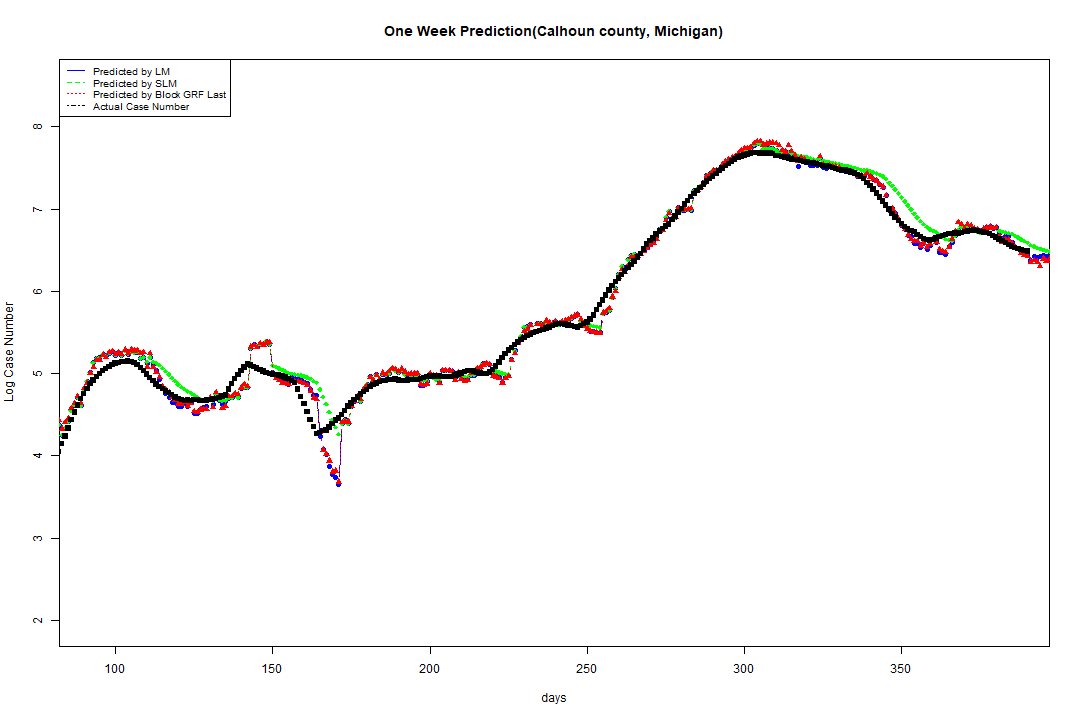 One Week Prediction(Calhoun county, Michigan)
Predicted by LM
Predicted by SLM
Predicted by Block GRF Last
Actual Case Number
Log Case Number
8
7
6
5
4
3
2
100 150 200 250 300 350
days